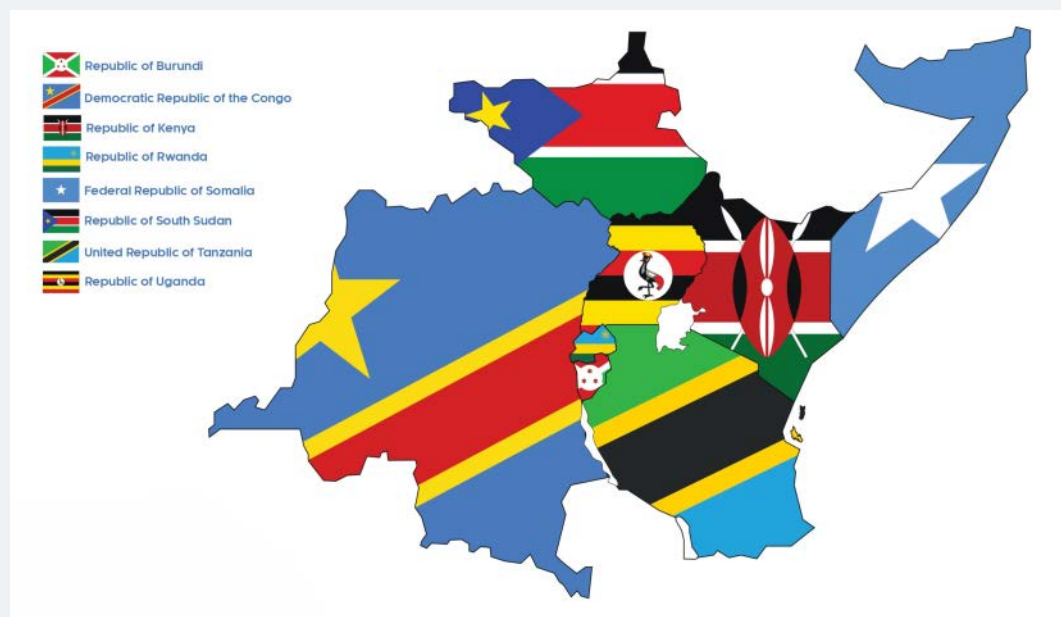 Republic of Burundi
Democratic Republic of the Congo
Republic of Kenya
Republic of Rwanda
Federal Republic of Somalia
Republic of South Sudan
United Republic of Tanzania
Republic of Uganda